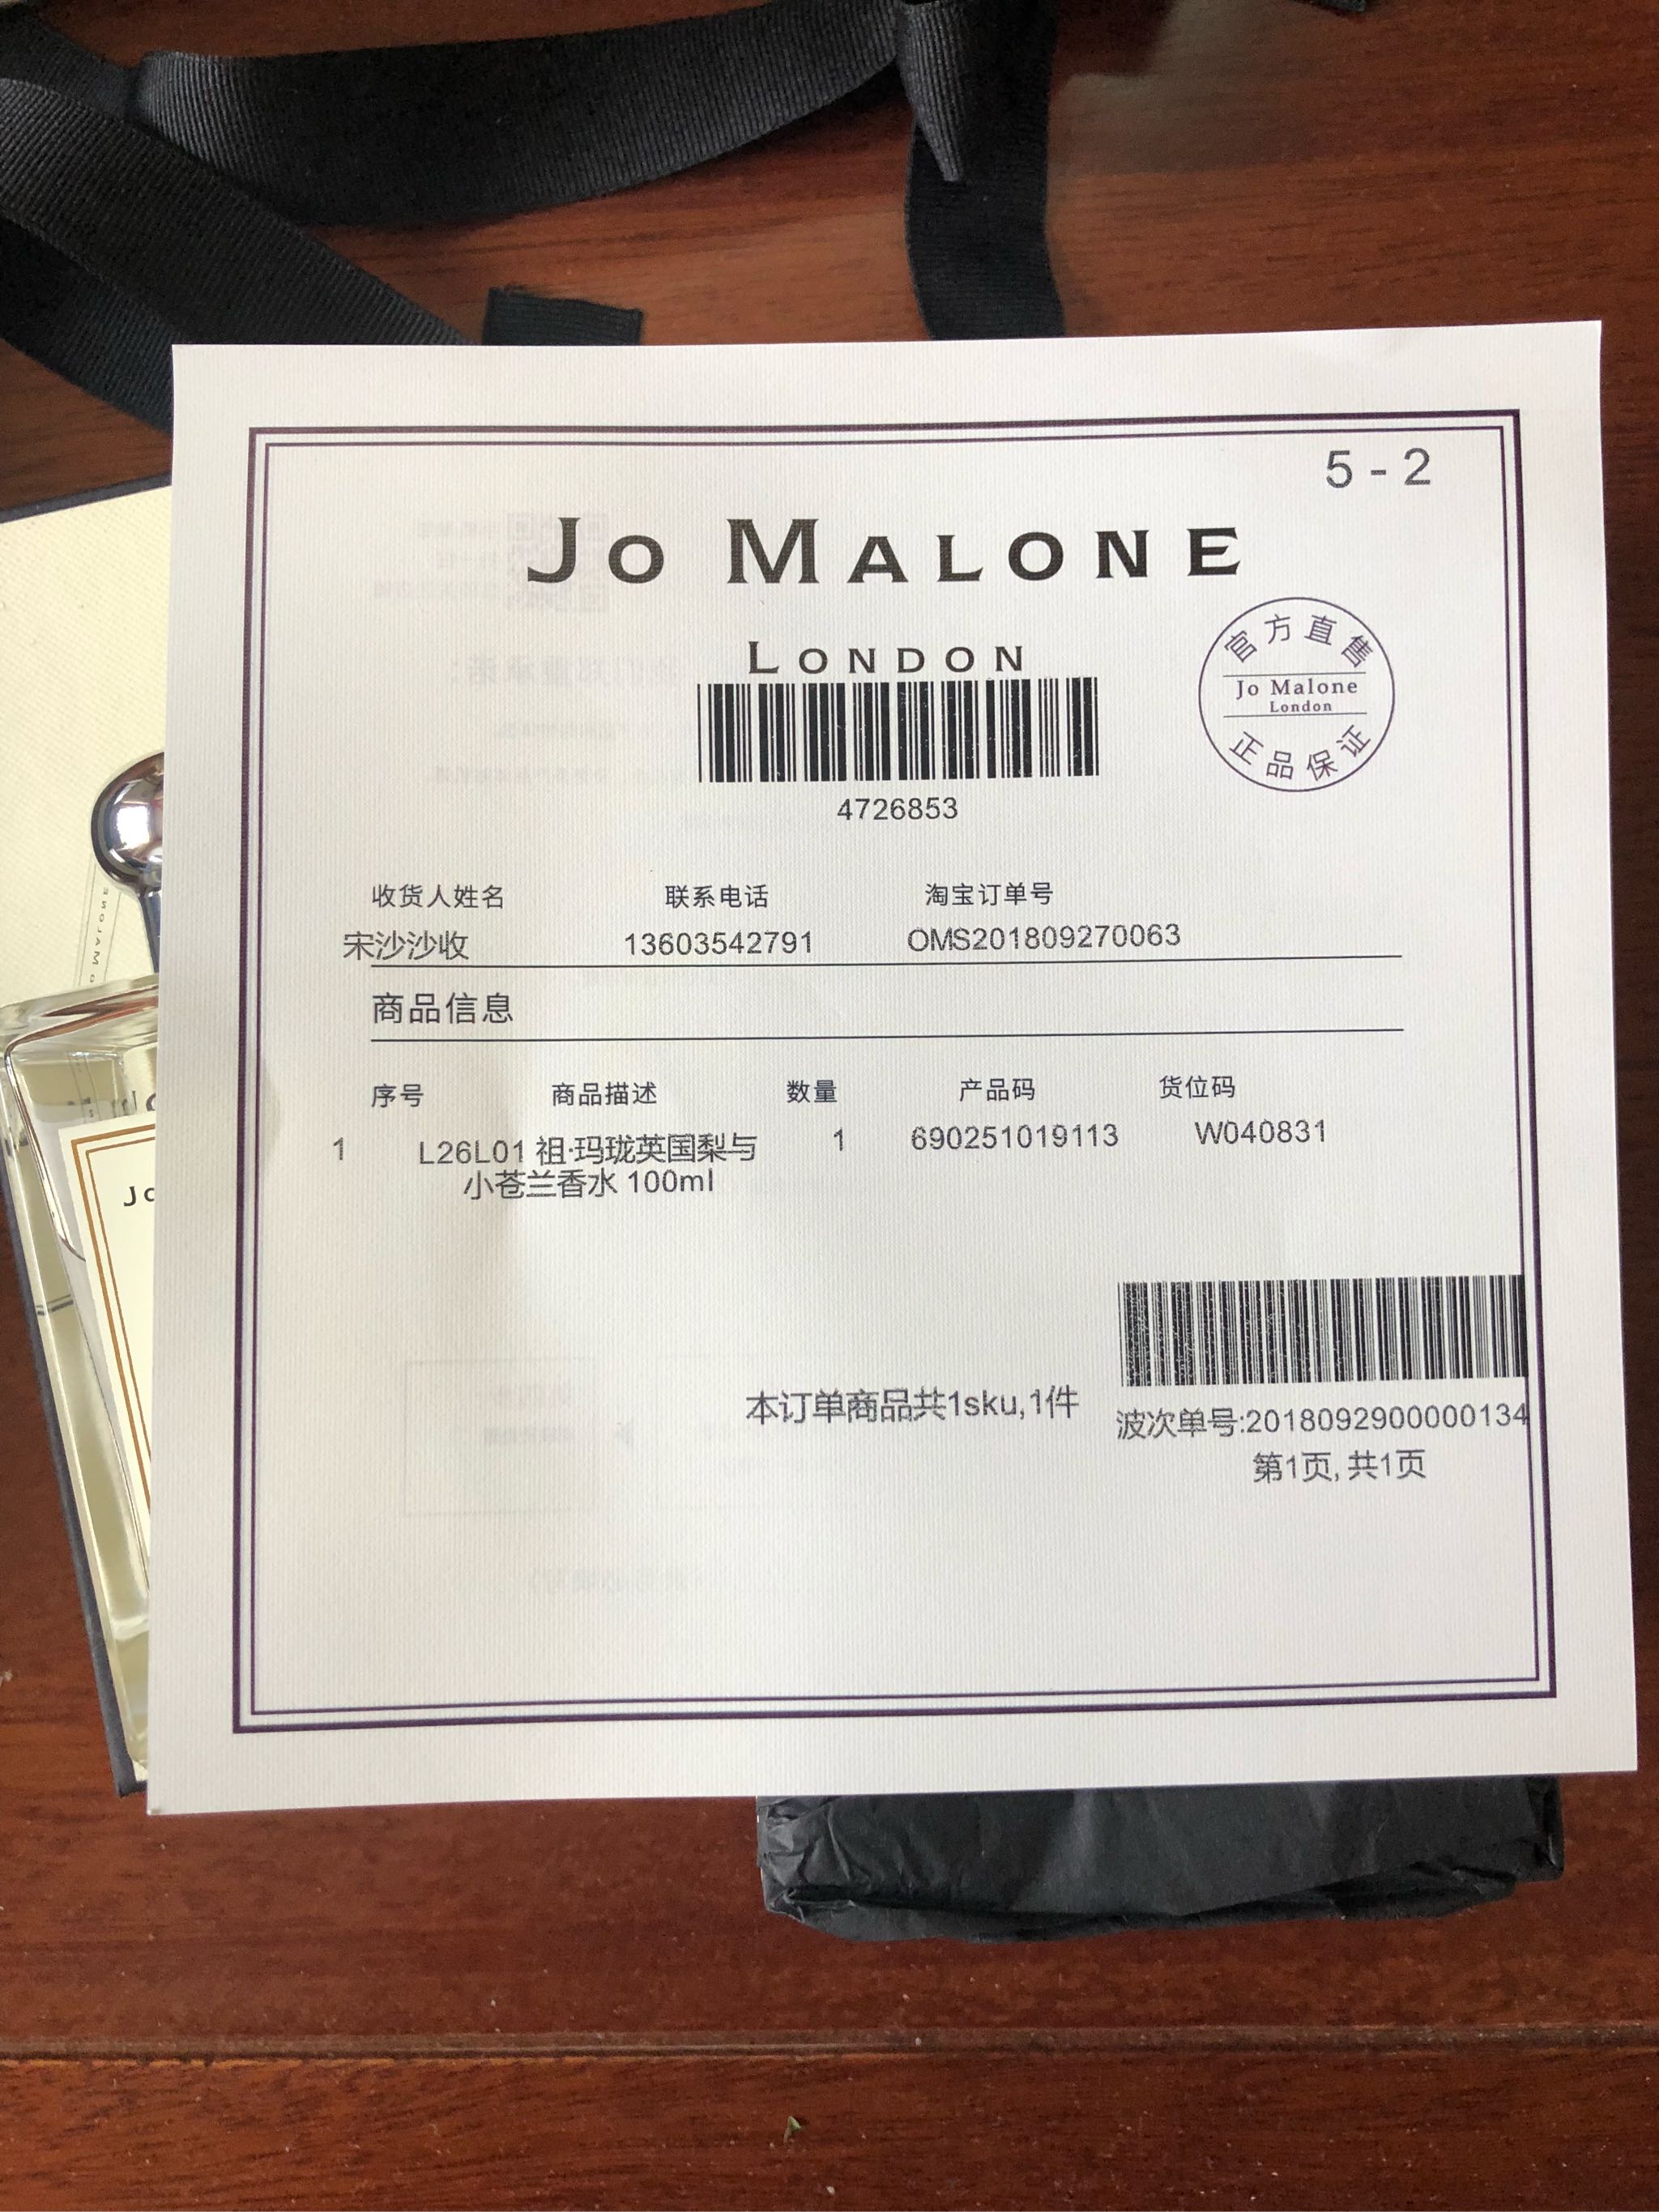 5-2
JO MALONE
LONDON
官方直售
Jo Malone
London
正品保证
4726853
收货人姓名 联系电话 淘宝订单号
宋沙沙收 13603542791 OMS201809270063
商品信息
序号 商品描述 数量 产品码 货位码
1 L26L01 祖·玛珑英国梨与 1 690251019113 W040831
小苍兰香水 100ml
本订单商品共1sku,1件
波次单号:2018092900000134
第1页, 共1页
Jo